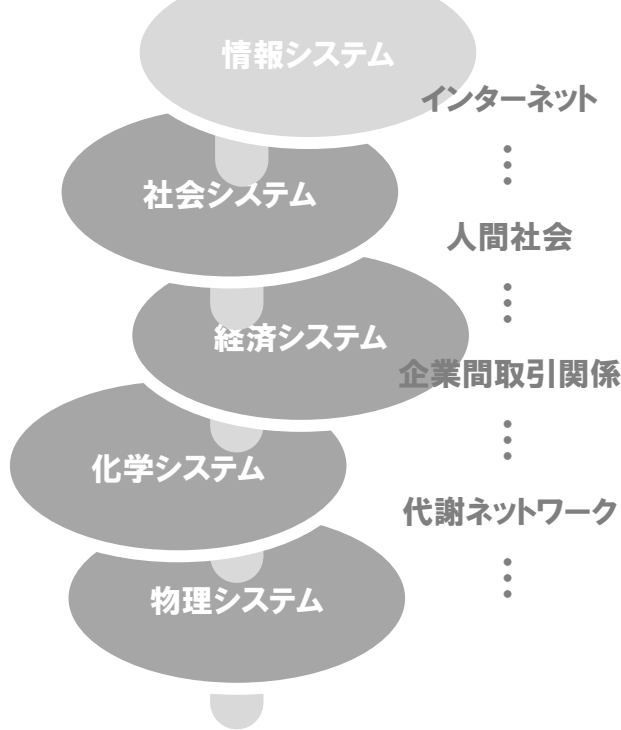 情報システム
インターネット
社会システム
人間社会
経済システム
企業間取引関係
化学システム
代謝ネットワーク
物理システム